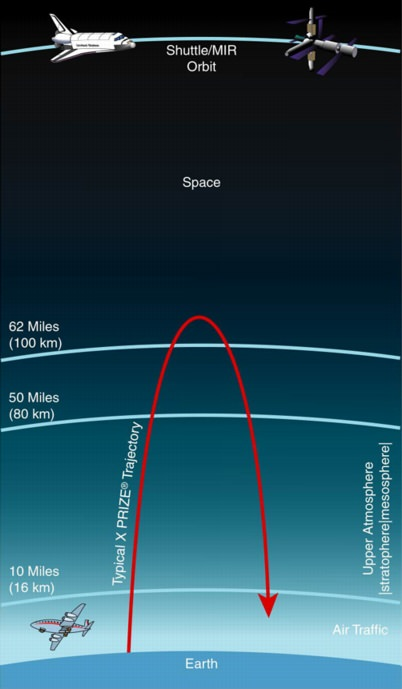 Shuttle/MIR
Orbit
Space
62 Miles
(100 km)
50 Miles
(80 km)
Typical X PRIZE® Trajectory
Upper Atmosphere
|stratophere|mesosphere|
10 Miles
(16 km)
Air Traffic
Earth